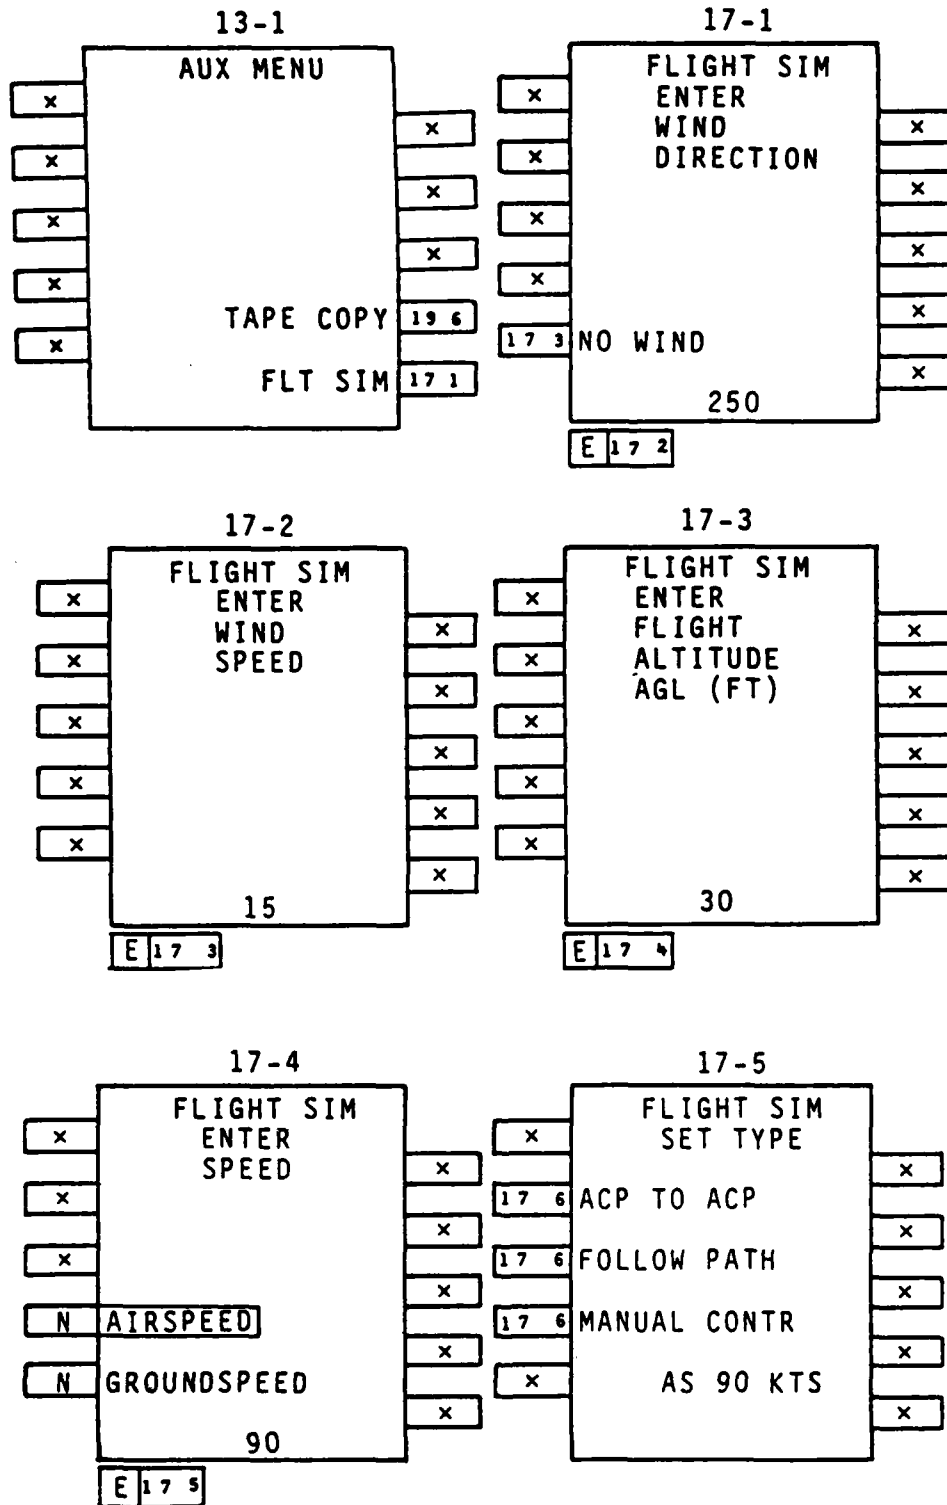 13-1
AUX MENU
x
x
x
x
x
x
x
TAPE COPY 19 6
x
FLT SIM 17 1
17-1
FLIGHT SIM
x ENTER
WIND x
x DIRECTION
x
x
x
x
x
17 3 NO WIND
x
250
E 17 2
17-2
FLIGHT SIM
x ENTER
WIND x
x SPEED
x
x
x
x
x
x
x
15
E 17 3
17-3
FLIGHT SIM
x ENTER
FLIGHT x
x ALTITUDE
AGL (FT) x
x
x
x
x
x
x
30
E 17 4
17-4
FLIGHT SIM
x ENTER
SPEED x
x
x
x
x
N AIRSPEED
x
N GROUNDSPEED
x
90
E 17 5
17-5
FLIGHT SIM
x SET TYPE
x
17 6 ACP TO ACP
x
17 6 FOLLOW PATH
x
17 6 MANUAL CONTR
x
x AS 90 KTS
x